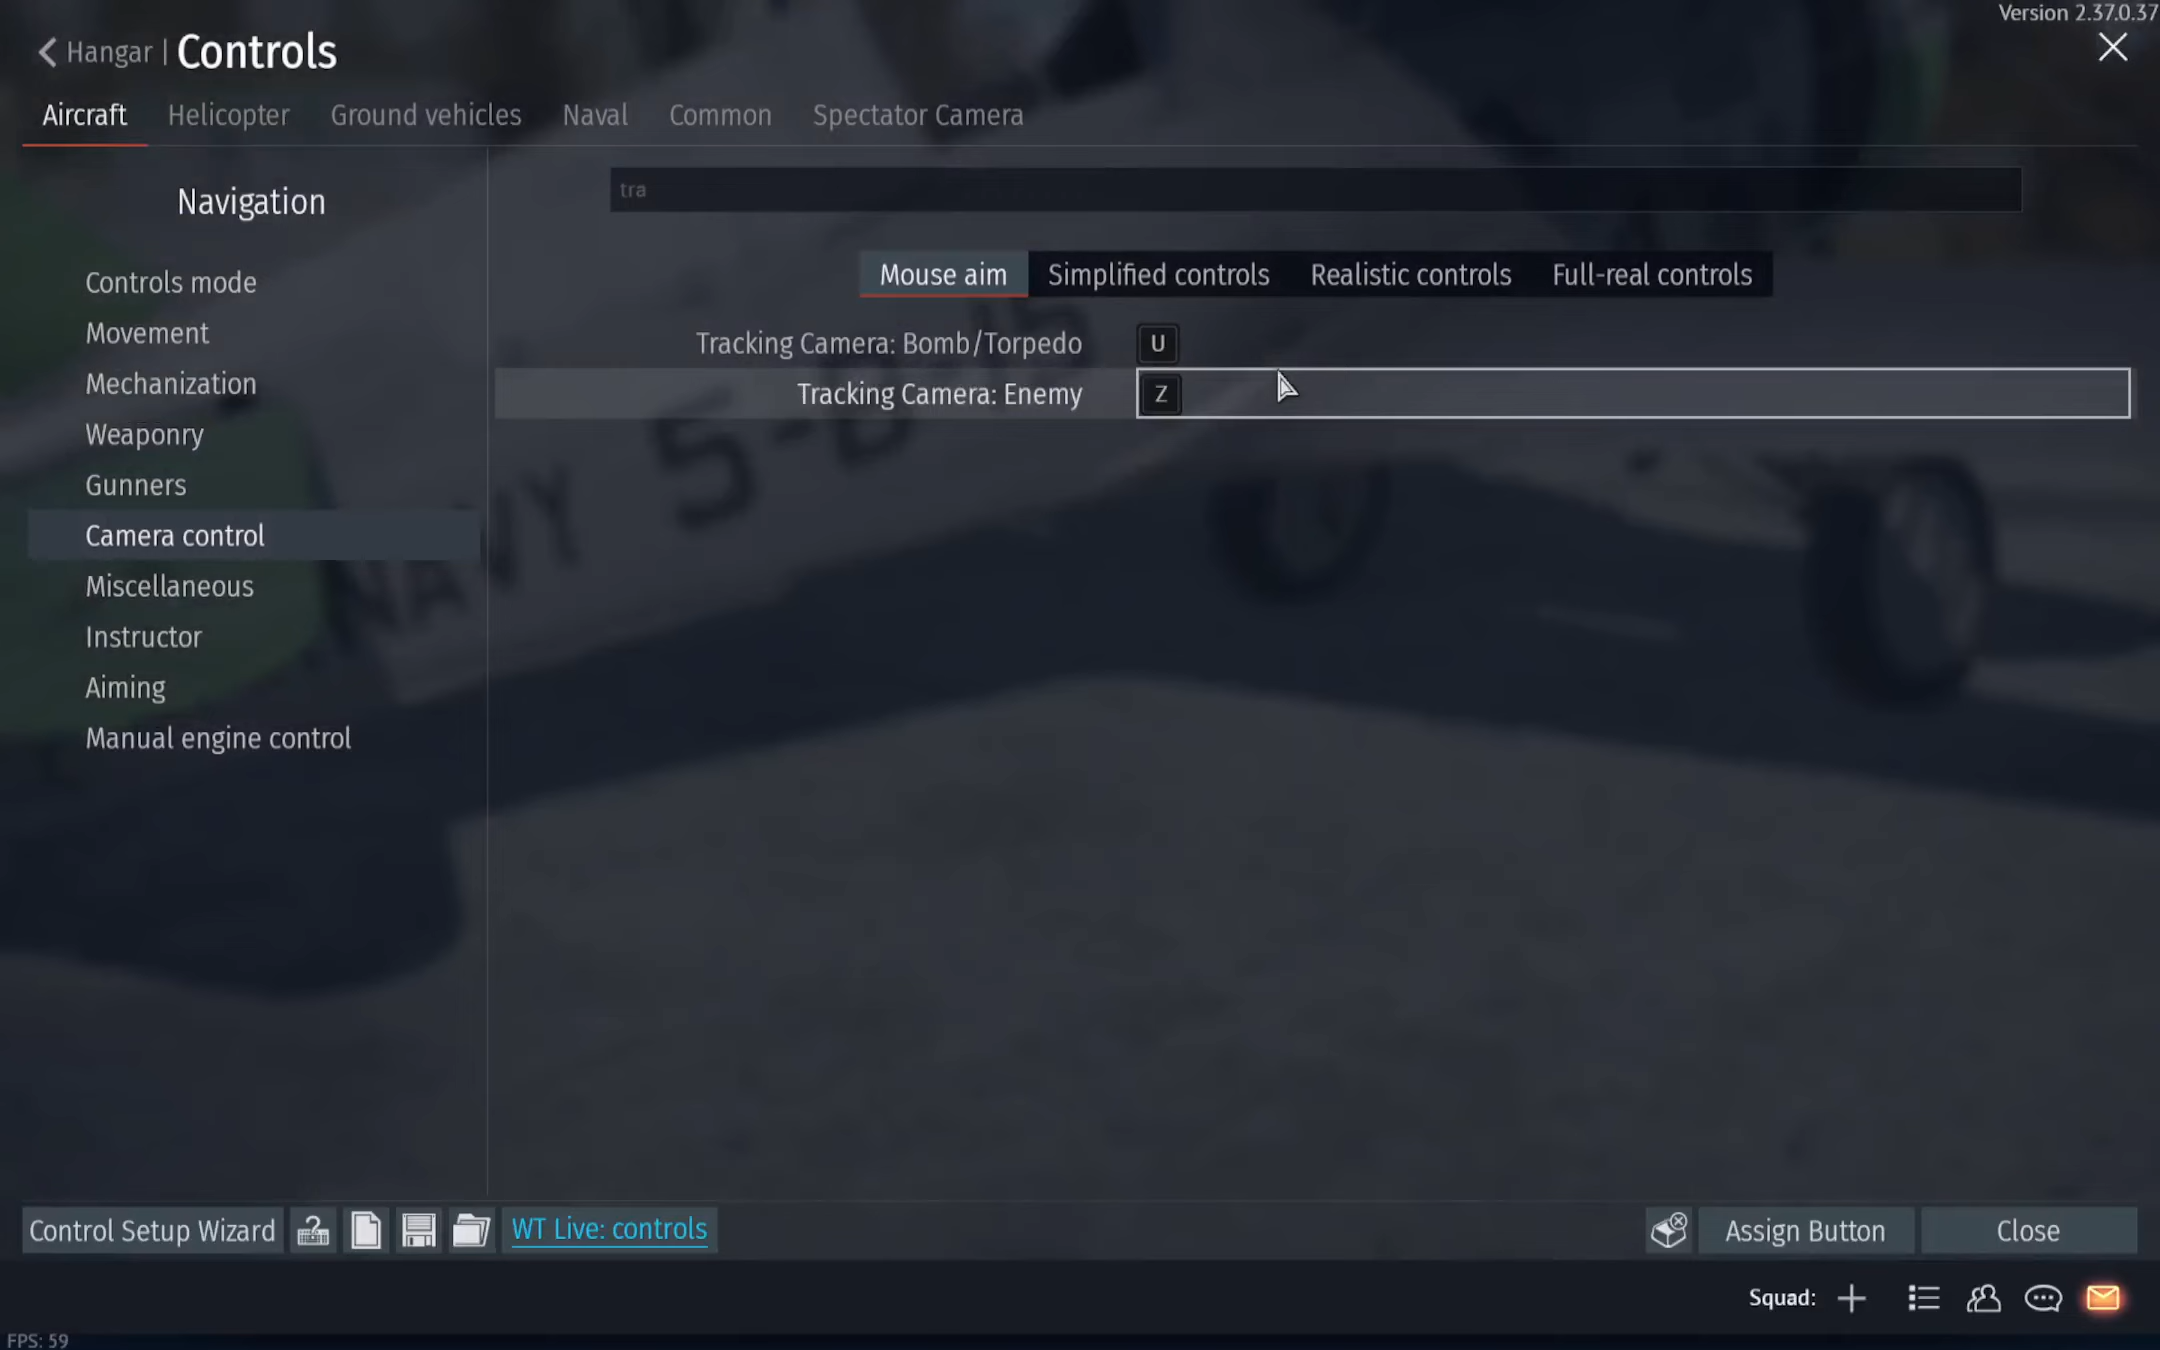 Version 2.37.0.37
Hangar | Controls
Aircraft Helicopter Ground vehicles Naval Common Spectator Camera
Navigation
Controls mode
Movement
Mechanization
Weaponry
Gunners
Camera control
Miscellaneous
Instructor
Aiming
Manual engine control
tra
Mouse aim Simplified controls Realistic controls Full-real controls
Tracking Camera: Bomb/Torpedo U
Tracking Camera: Enemy Z
NAVY 5-D-15
Control Setup Wizard
WT Live: controls
Assign Button
Close
Squad:
FPS: 59